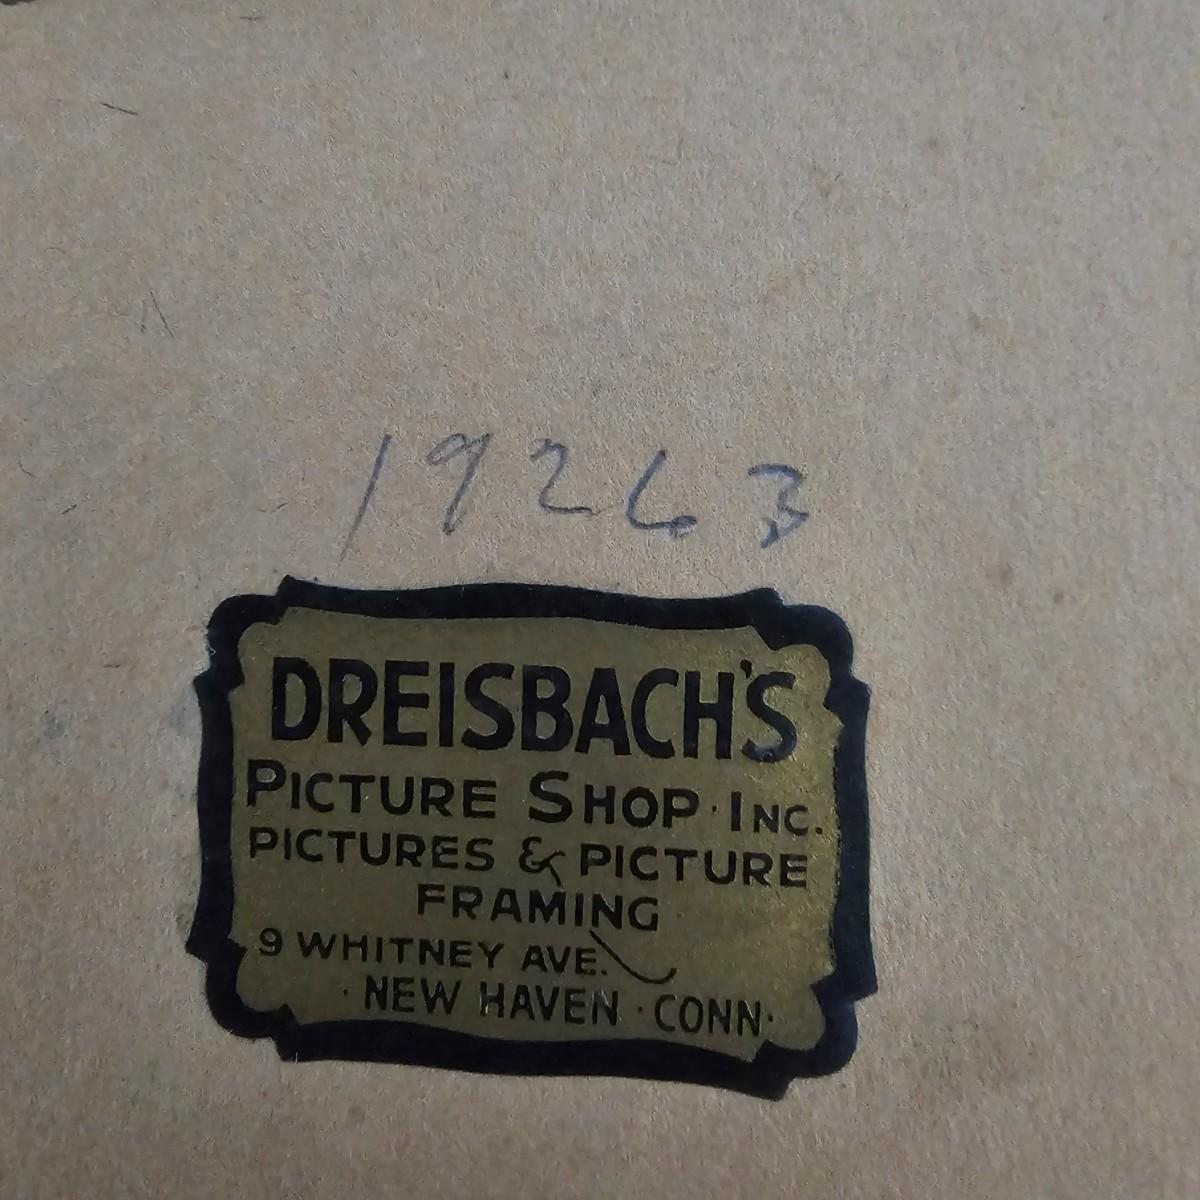 19263
DREISBACH'S
PICTURE SHOP · INC.
PICTURES & PICTURE
FRAMING
9 WHITNEY AVE.
· NEW HAVEN · CONN ·